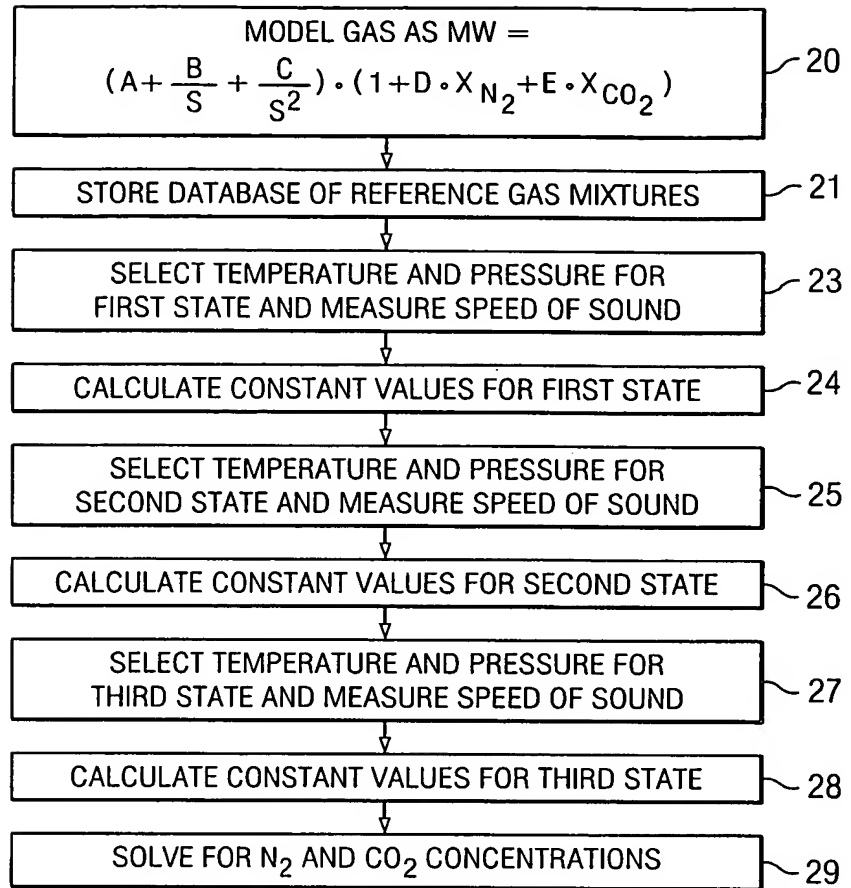 MODEL GAS AS MW =
(A+ B/S + C/S²) ∘ (1+D∘X_N₂+E∘X_CO₂)
20
STORE DATABASE OF REFERENCE GAS MIXTURES
21
SELECT TEMPERATURE AND PRESSURE FOR
FIRST STATE AND MEASURE SPEED OF SOUND
23
CALCULATE CONSTANT VALUES FOR FIRST STATE
24
SELECT TEMPERATURE AND PRESSURE FOR
SECOND STATE AND MEASURE SPEED OF SOUND
25
CALCULATE CONSTANT VALUES FOR SECOND STATE
26
SELECT TEMPERATURE AND PRESSURE FOR
THIRD STATE AND MEASURE SPEED OF SOUND
27
CALCULATE CONSTANT VALUES FOR THIRD STATE
28
SOLVE FOR N₂ AND CO₂ CONCENTRATIONS
29